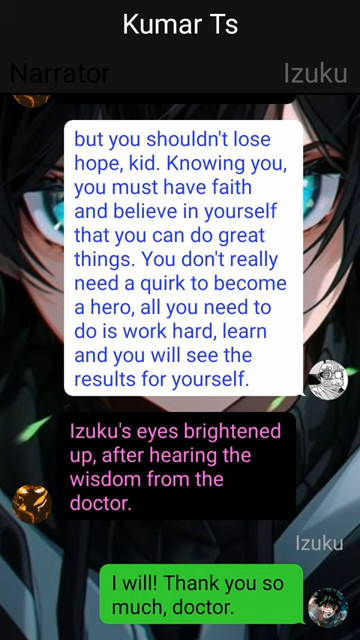 Kumar Ts
Narrator
Izuku
but you shouldn't lose
hope, kid. Knowing you,
you must have faith
and believe in yourself
that you can do great
things. You don't really
need a quirk to become
a hero, all you need to
do is work hard, learn
and you will see the
results for yourself.
Izuku's eyes brightened
up, after hearing the
wisdom from the
doctor.
Izuku
I will! Thank you so
much, doctor.